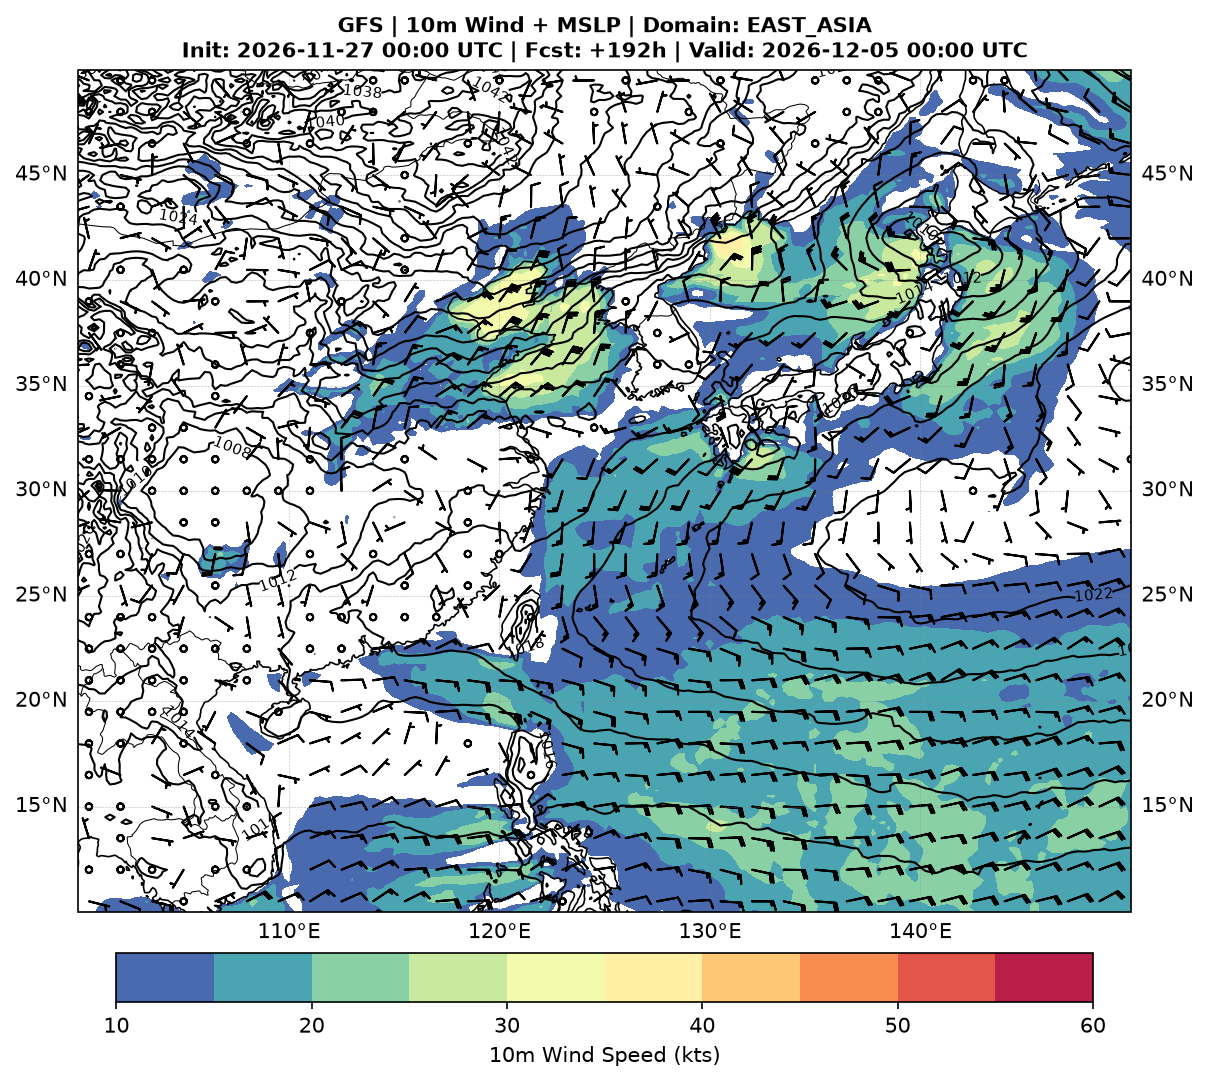 GFS | 10m Wind + MSLP | Domain: EAST_ASIA
Init: 2026-11-27 00:00 UTC | Fcst: +192h | Valid: 2026-12-05 00:00 UTC
1038
1042
1040
45°N
45°N
1024
40°N
1012
40°N
35°N
35°N
1008
30°N
30°N
1012
25°N
1022
25°N
20°N
20°N
1014
15°N
15°N
110°E
120°E
130°E
140°E
10
20
30
40
50
60
10m Wind Speed (kts)